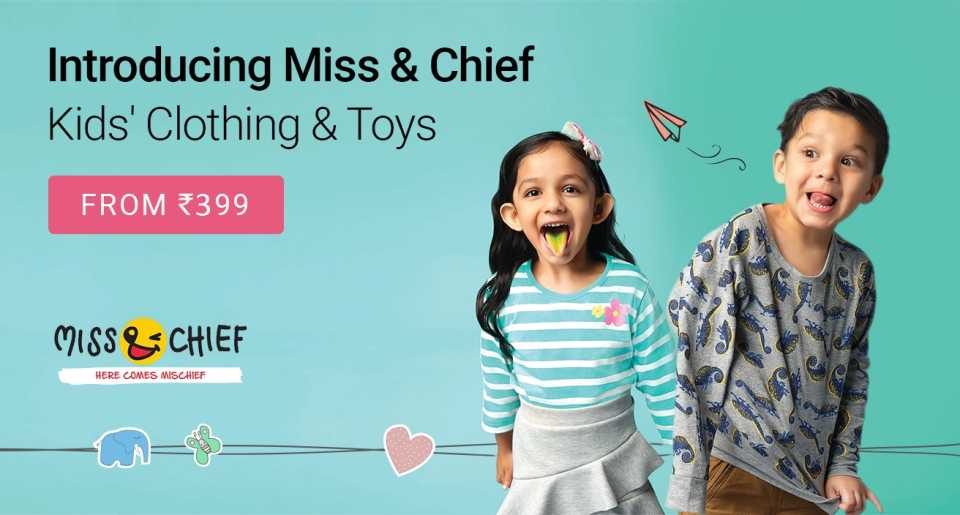 Introducing Miss & Chief
Kids' Clothing & Toys
FROM ₹399
MISS & CHIEF
HERE COMES MISCHIEF